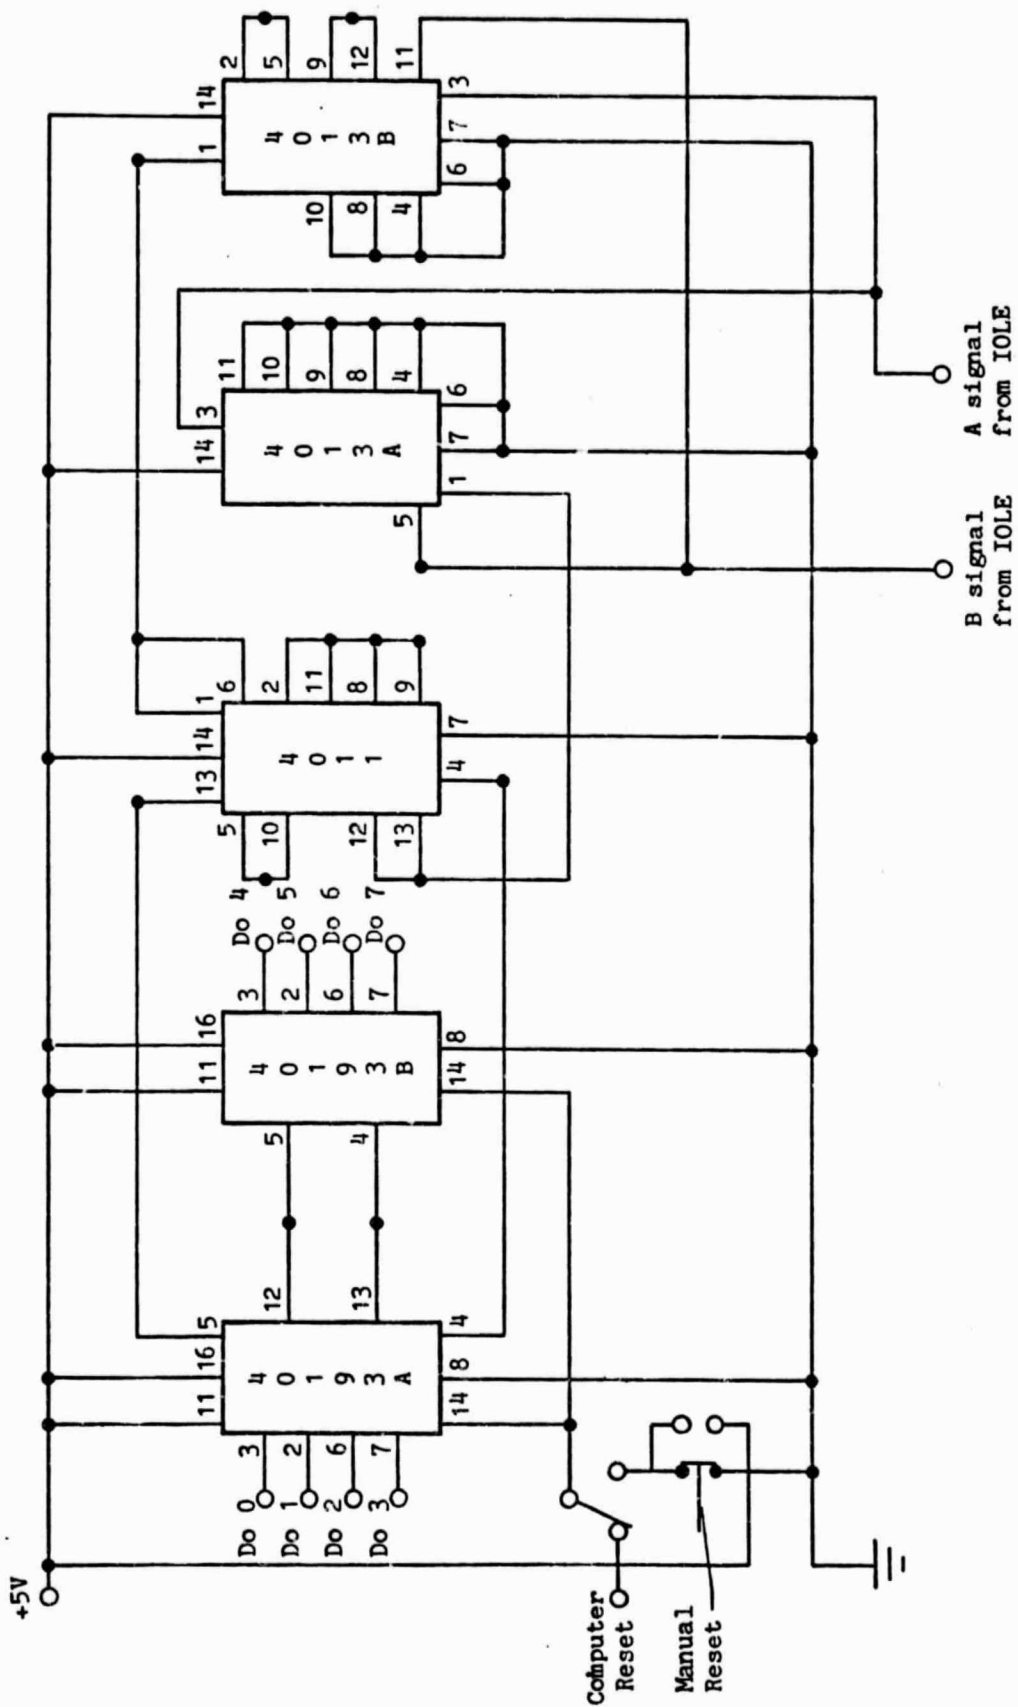 +5V
11 16 5
Do 0 3
Do 1 2
Do 2 6
Do 3 7
4
0
1
9
3
A
12
13
14 8 4
11 16
5
4
4
0
1
9
3
B
3 Do 4
2 Do 5
6 Do 6
7 Do 7
14 8
13 14 1
5
10
12
13
4
0
1
1
6
2
11
8
9
4 7
14 3
5
4
0
1
3
A
11
10
9
8
4
1 7 6
1 14
10
8
4
4
0
1
3
B
2
5
9
12
11
6 7 3
Computer
Reset
Manual
Reset
B signal
from IOLE
A signal
from IOLE